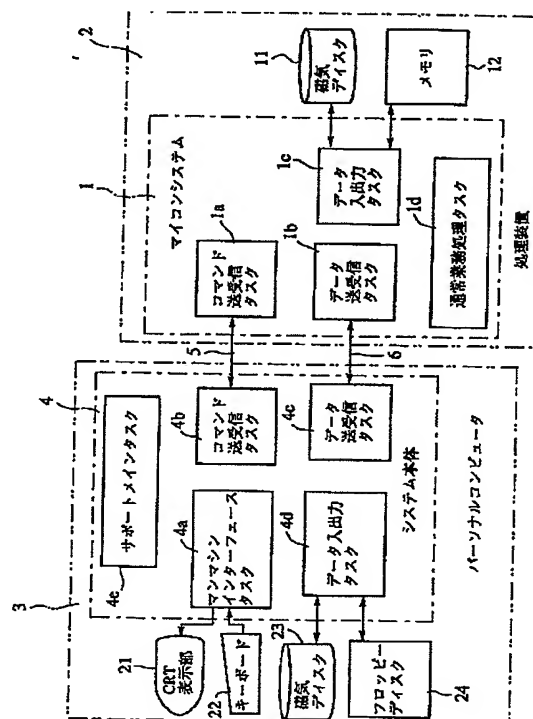 24
フロッピー
ディスク
23
磁気
ディスク
22
キーボード
21
CRT
表示部
3
4d
データ入出力
タスク
4a
マンマシン
インターフェース
タスク
4e
サポートメインタスク
4
4c
データ
送受信
タスク
4b
コマンド
送受信
タスク
システム本体
パーソナルコンピュータ
6
5
1b
データ
送受信
タスク
1a
コマンド
送受信
タスク
マイコンシステム
1
1d
通常業務処理タスク
1c
データ
入出力
タスク
処理装置
12
メモリ
11
磁気
ディスク
2